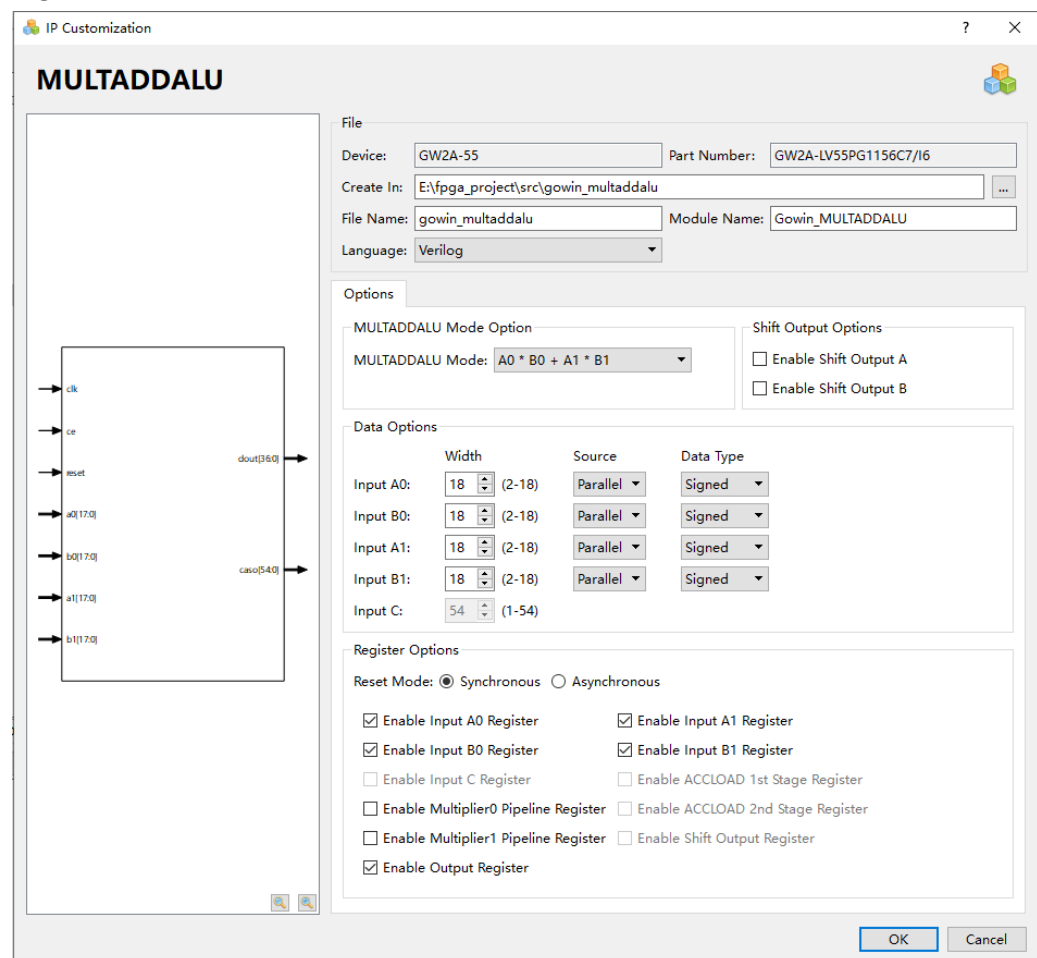 IP Customization ? ×
MULTADDALU
File
Device: GW2A-55 Part Number: GW2A-LV55PG1156C7/I6
Create In: E:\fpga_project\src\gowin_multaddalu ...
File Name: gowin_multaddalu Module Name: Gowin_MULTADDALU
Language: Verilog
Options
MULTADDALU Mode Option Shift Output Options
MULTADDALU Mode: A0 * B0 + A1 * B1 Enable Shift Output A
Enable Shift Output B
Data Options
Width Source Data Type
Input A0: 18 (2-18) Parallel Signed
Input B0: 18 (2-18) Parallel Signed
Input A1: 18 (2-18) Parallel Signed
Input B1: 18 (2-18) Parallel Signed
Input C: 54 (1-54)
Register Options
Reset Mode: Synchronous Asynchronous
Enable Input A0 Register Enable Input A1 Register
Enable Input B0 Register Enable Input B1 Register
Enable Input C Register Enable ACCLOAD 1st Stage Register
Enable Multiplier0 Pipeline Register Enable ACCLOAD 2nd Stage Register
Enable Multiplier1 Pipeline Register Enable Shift Output Register
Enable Output Register
clk
ce
reset
a0[17:0]
b0[17:0]
a1[17:0]
b1[17:0]
dout[36:0]
caso[54:0]
OK Cancel